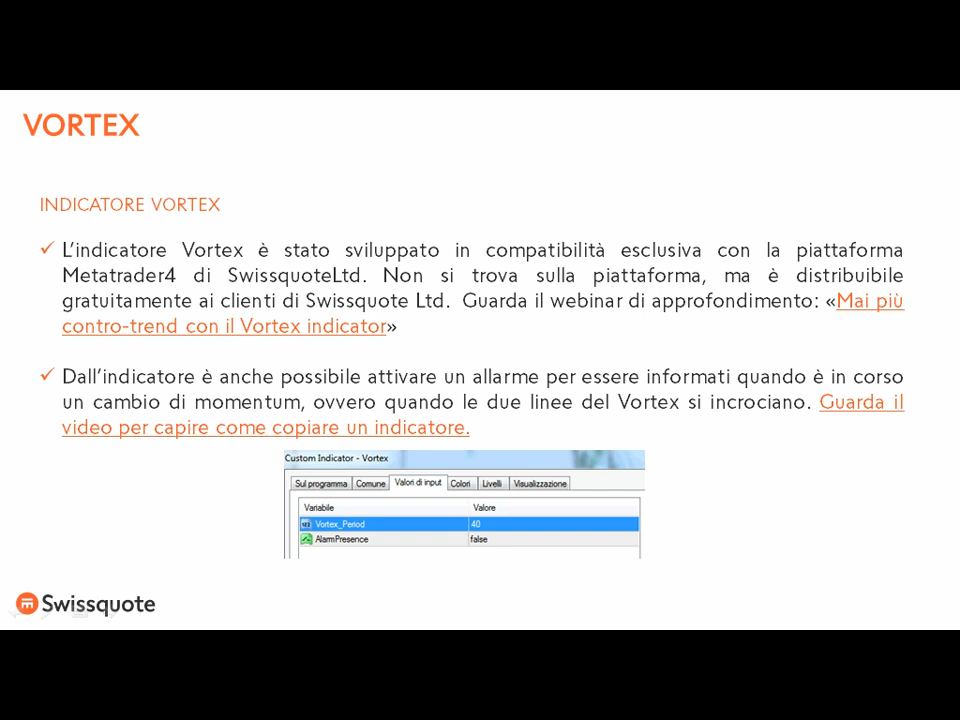 VORTEX
INDICATORE VORTEX
L'indicatore Vortex è stato sviluppato in compatibilità esclusiva con la piattaforma
Metatrader4 di SwissquoteLtd. Non si trova sulla piattaforma, ma è distribuibile
gratuitamente ai clienti di Swissquote Ltd. Guarda il webinar di approfondimento: «Mai più
contro-trend con il Vortex indicator»
Dall'indicatore è anche possibile attivare un allarme per essere informati quando è in corso
un cambio di momentum, ovvero quando le due linee del Vortex si incrociano. Guarda il
video per capire come copiare un indicatore.
Custom Indicator - Vortex
Sul programma Comune Valori di input Colori Livelli Visualizzazione
Variabile Valore
Vortex_Period 40
AlarmPresence false
Swissquote